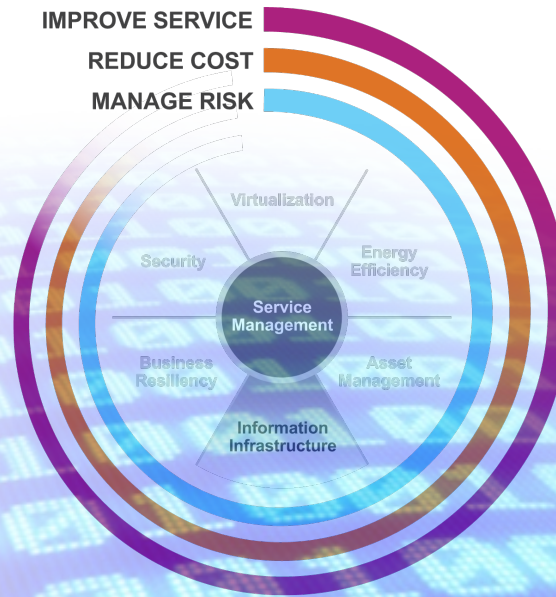 IMPROVE SERVICE
REDUCE COST
MANAGE RISK
Virtualization
Security
Energy
Efficiency
Service
Management
Business
Resiliency
Asset
Management
Information
Infrastructure